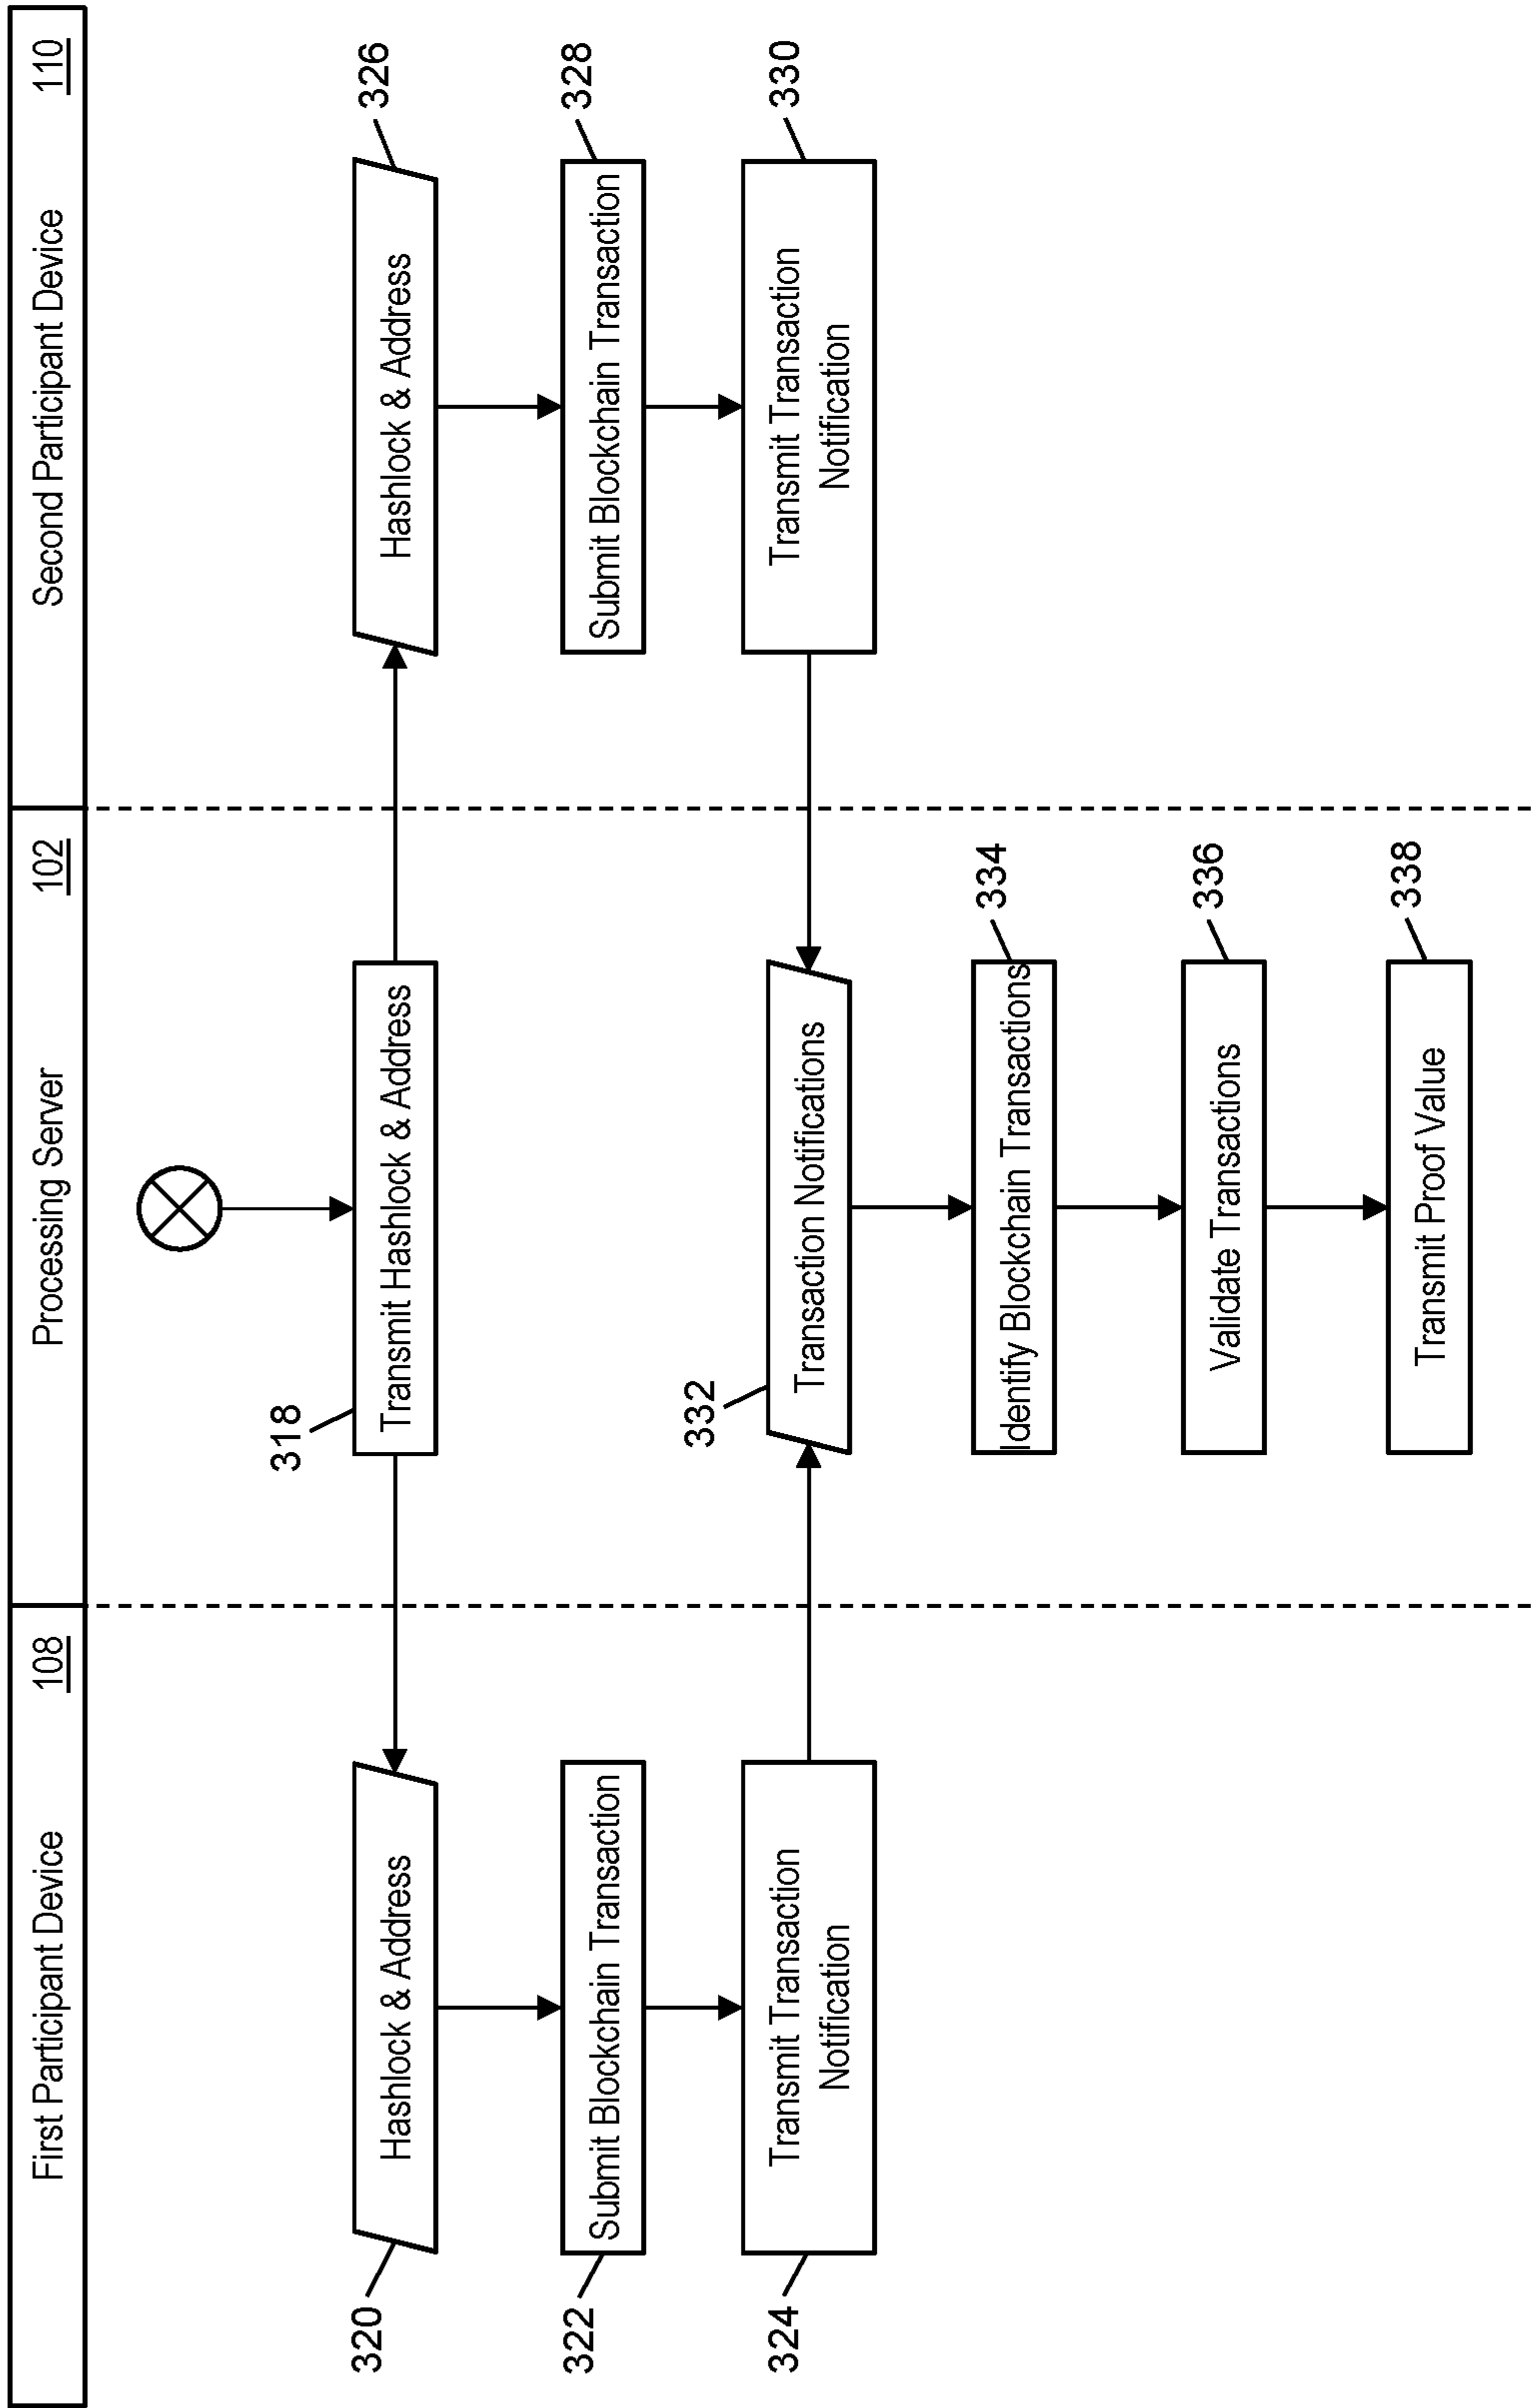 First Participant Device 108
Processing Server 102
Second Participant Device 110
318
Transmit Hashlock & Address
320
Hashlock & Address
Hashlock & Address
326
322
Submit Blockchain Transaction
Submit Blockchain Transaction
328
324
Transmit Transaction
Notification
Transmit Transaction
Notification
330
332
Transaction Notifications
Identify Blockchain Transactions
334
Validate Transactions
336
Transmit Proof Value
338